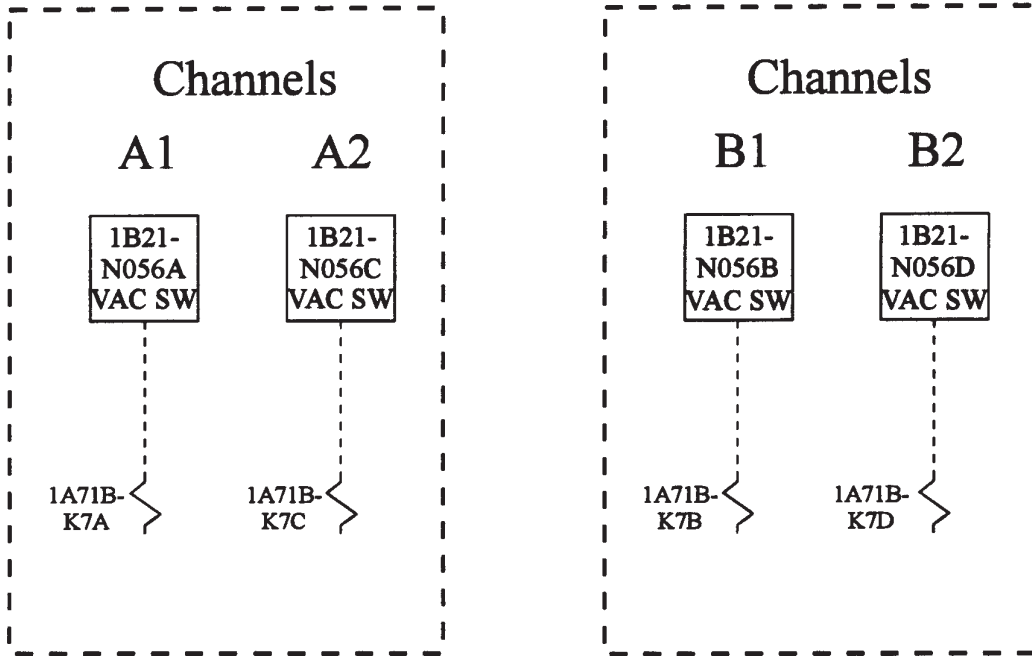 Channels
A1 A2
1B21-
N056A
VAC SW
1B21-
N056C
VAC SW
1A71B-
K7A
1A71B-
K7C
Channels
B1 B2
1B21-
N056B
VAC SW
1B21-
N056D
VAC SW
1A71B-
K7B
1A71B-
K7D